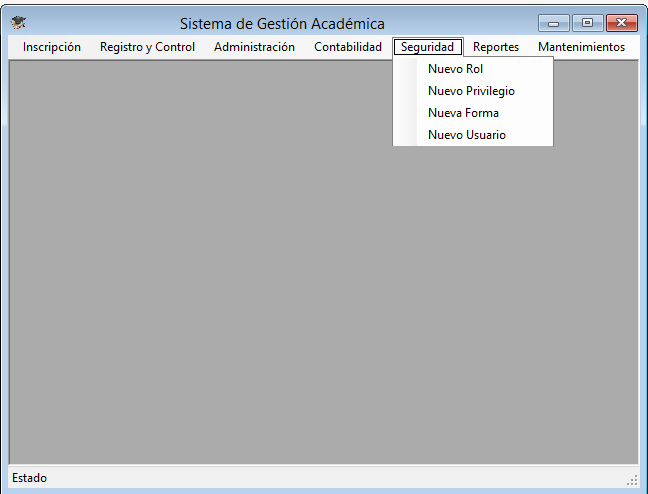 Sistema de Gestión Académica
Inscripción Registro y Control Administración Contabilidad Seguridad Reportes Mantenimientos
Nuevo Rol
Nuevo Privilegio
Nueva Forma
Nuevo Usuario
Estado